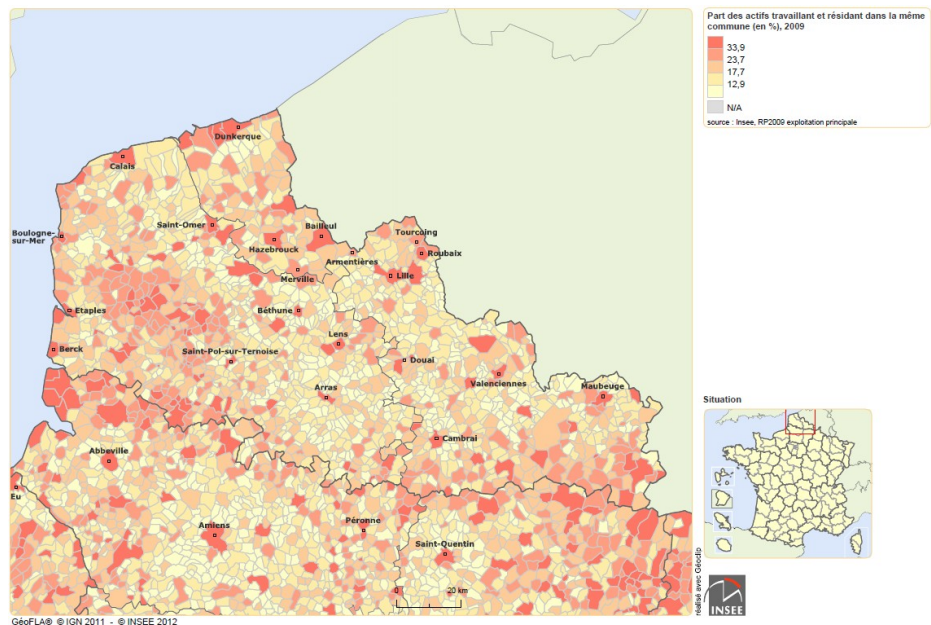 Part des actifs travaillant et résidant dans la même
commune (en %), 2009
33,9
23,7
17,7
12,9
N/A
source : Insee, RP2009 exploitation principale
Dunkerque
Calais
Saint-Omer
Bailleul
Tourcoing
Boulogne-
sur-Mer
Hazebrouck
Armentières
Roubaix
Merville
Lille
Etaples
Béthune
Lens
Berck
Saint-Pol-sur-Ternoise
Douai
Valenciennes
Maubeuge
Arras
Situation
Cambrai
Abbeville
Eu
Amiens
Péronne
Saint-Quentin
0
20 km
réalisé avec Géoclip
INSEE
GéoFLA® © IGN 2011 - © INSEE 2012